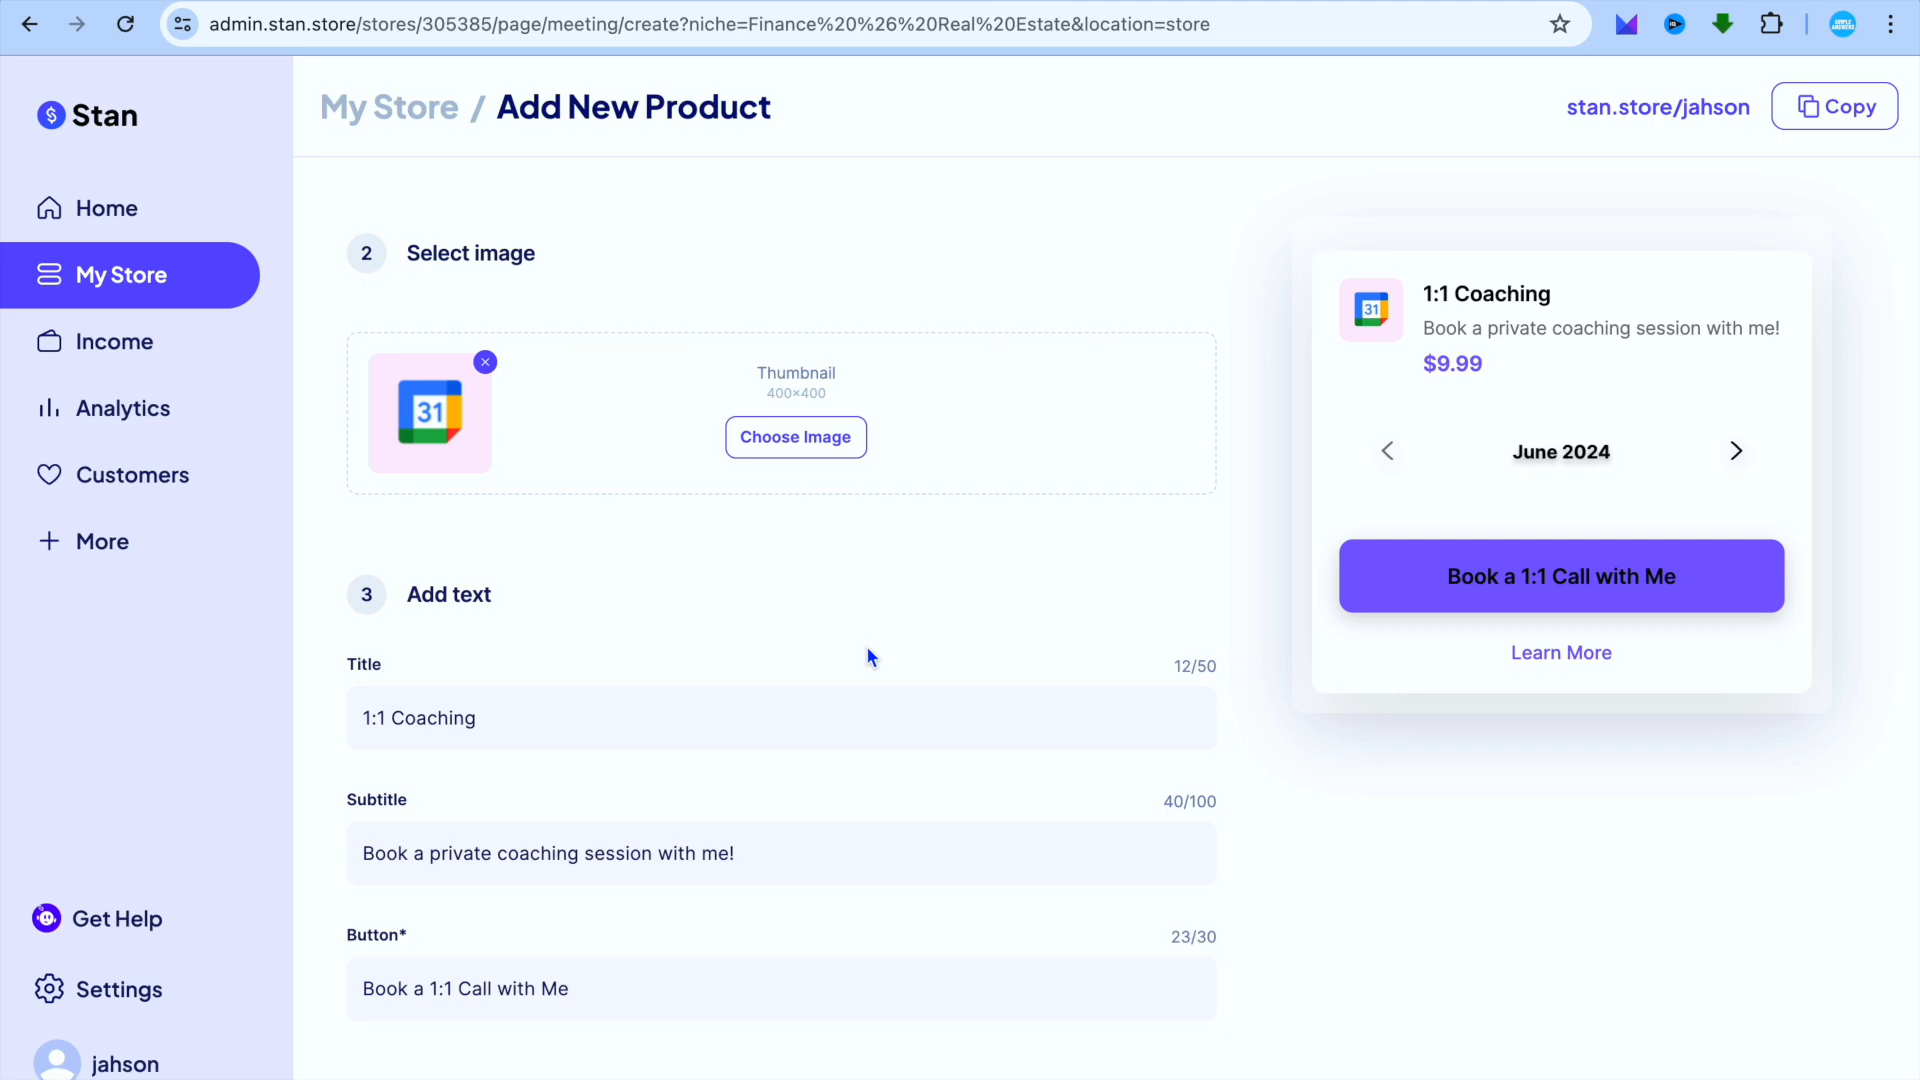 admin.stan.store/stores/305385/page/meeting/create?niche=Finance%20%26%20Real%20Estate&location=store
Stan
My Store / Add New Product
stan.store/jahson
Copy
Home
My Store
Income
Analytics
Customers
More
Get Help
Settings
jahson
2 Select image
31
Thumbnail
400×400
Choose Image
3 Add text
Title
12/50
1:1 Coaching
Subtitle
40/100
Book a private coaching session with me!
Button*
23/30
Book a 1:1 Call with Me
31
1:1 Coaching
Book a private coaching session with me!
$9.99
June 2024
Book a 1:1 Call with Me
Learn More